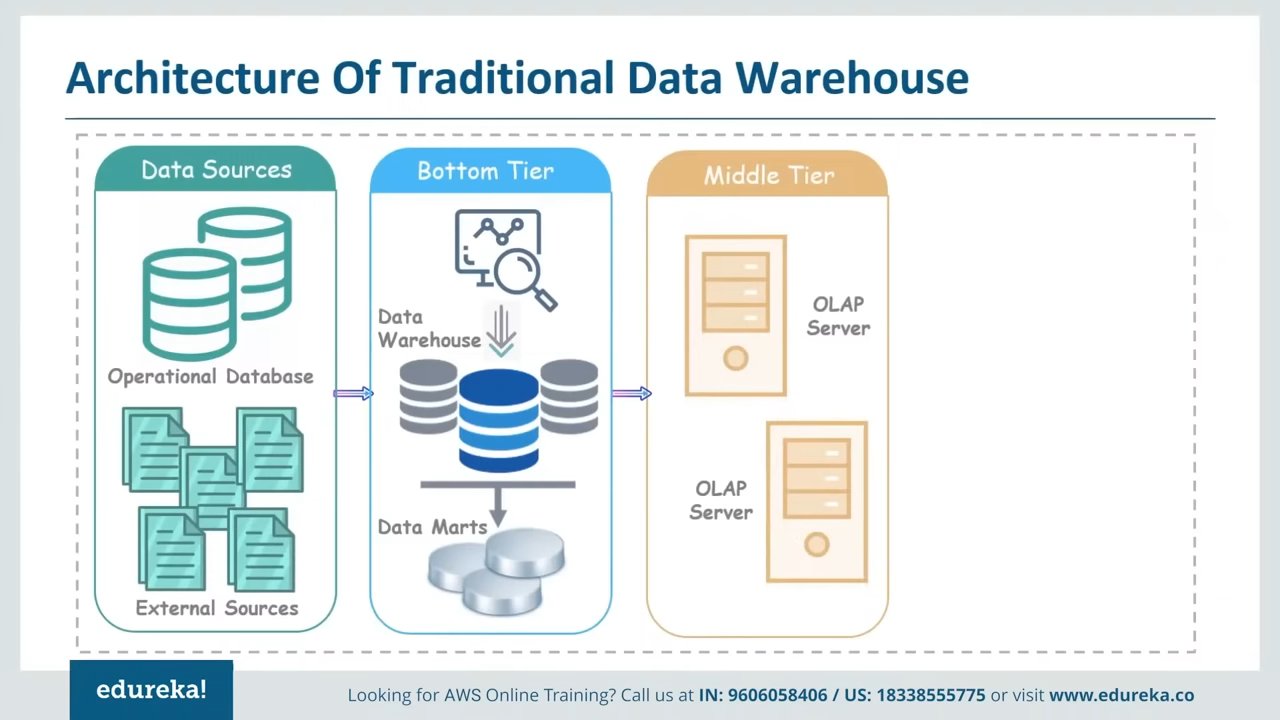 Architecture Of Traditional Data Warehouse
Data Sources
Operational Database
External Sources
Bottom Tier
Data
Warehouse
Data Marts
Middle Tier
OLAP
Server
OLAP
Server
edureka!
Looking for AWS Online Training? Call us at IN: 9606058406 / US: 18338555775 or visit www.edureka.co